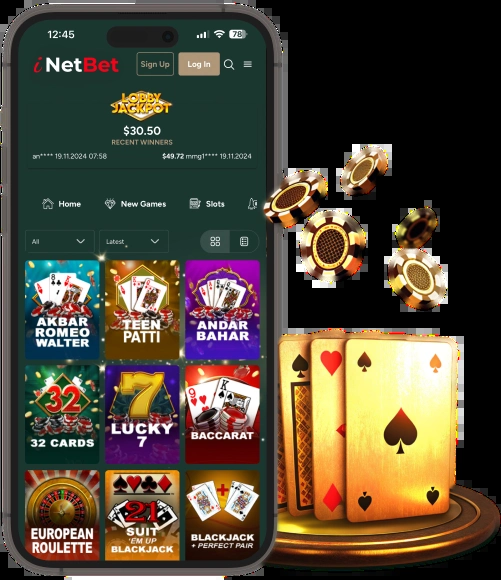 12:45
78
iNetBet
Sign Up
Log In
LOBBY
JACKPOT
$30.50
RECENT WINNERS
an**** 19.11.2024 07:58
$49.72 mmg1**** 19.11.2024
Home
New Games
Slots
All
Latest
AKBAR
ROMEO
WALTER
TEEN
PATTI
ANDAR
BAHAR
32
32 CARDS
7
LUCKY
7
K
BACCARAT
EUROPEAN
ROULETTE
21
SUIT
'EM UP
BLACKJACK
BLACKJACK
+ PERFECT PAIR